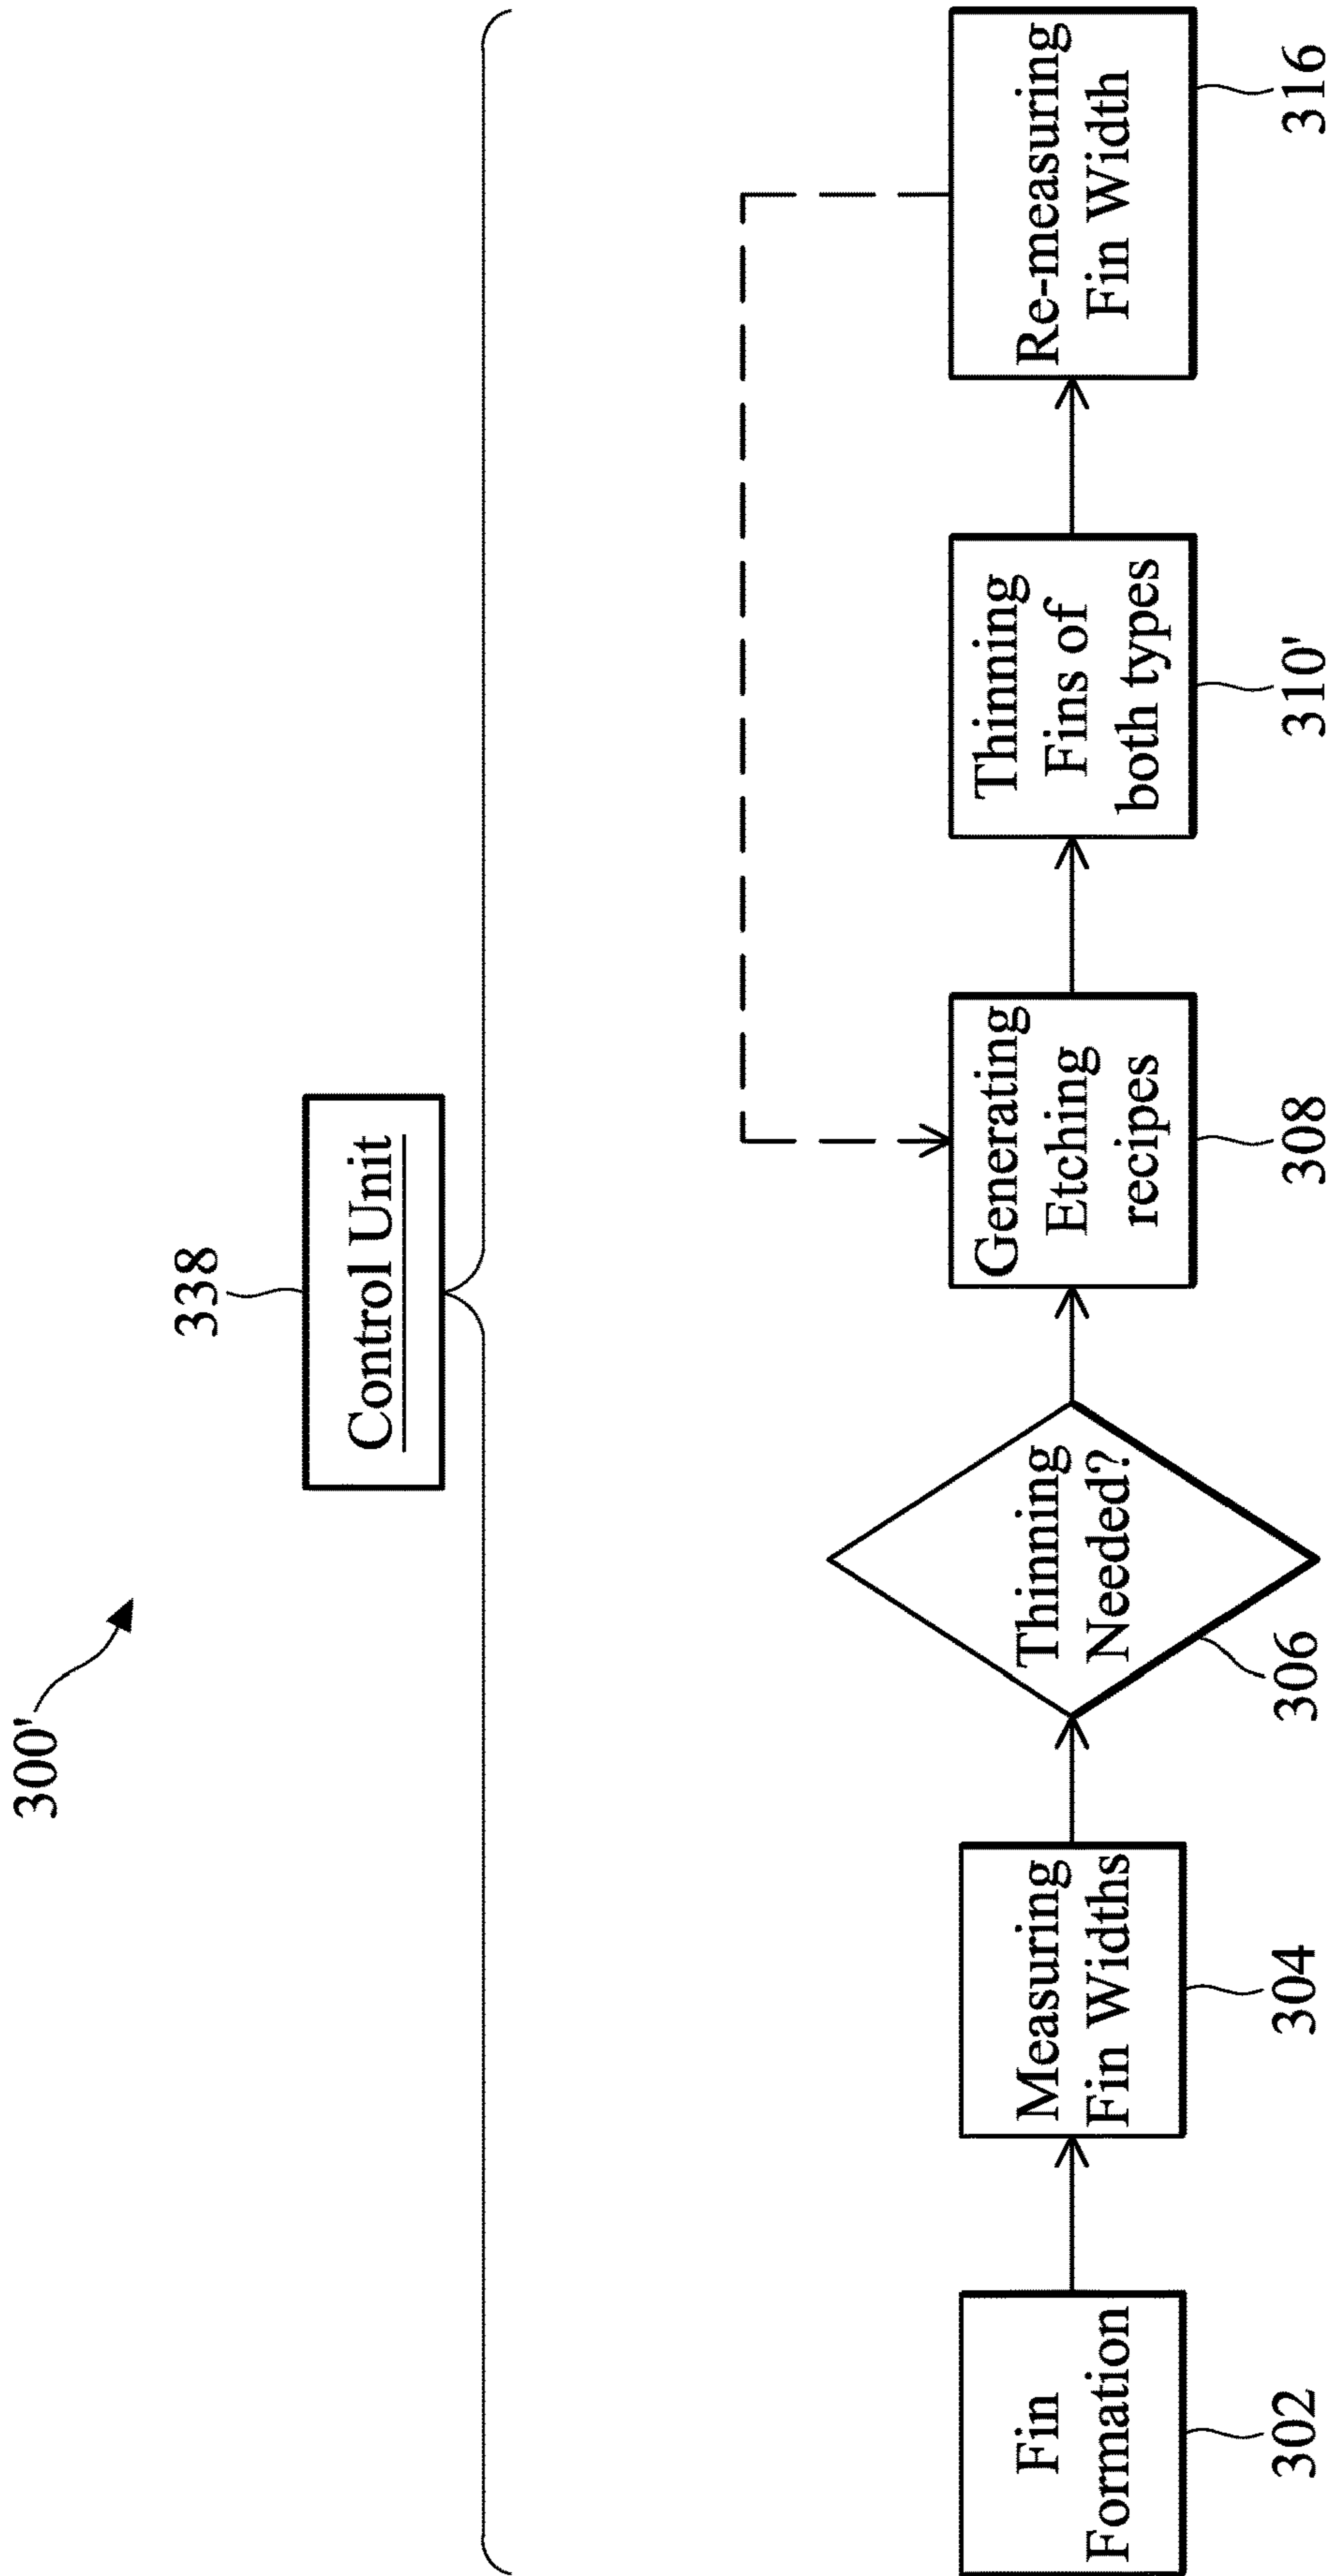 300'
338
Control Unit
Fin
Formation
302
Measuring
Fin Widths
304
Thinning
Needed?
306
Generating
Etching
recipes
308
Thinning
Fins of
both types
310'
Re-measuring
Fin Width
316